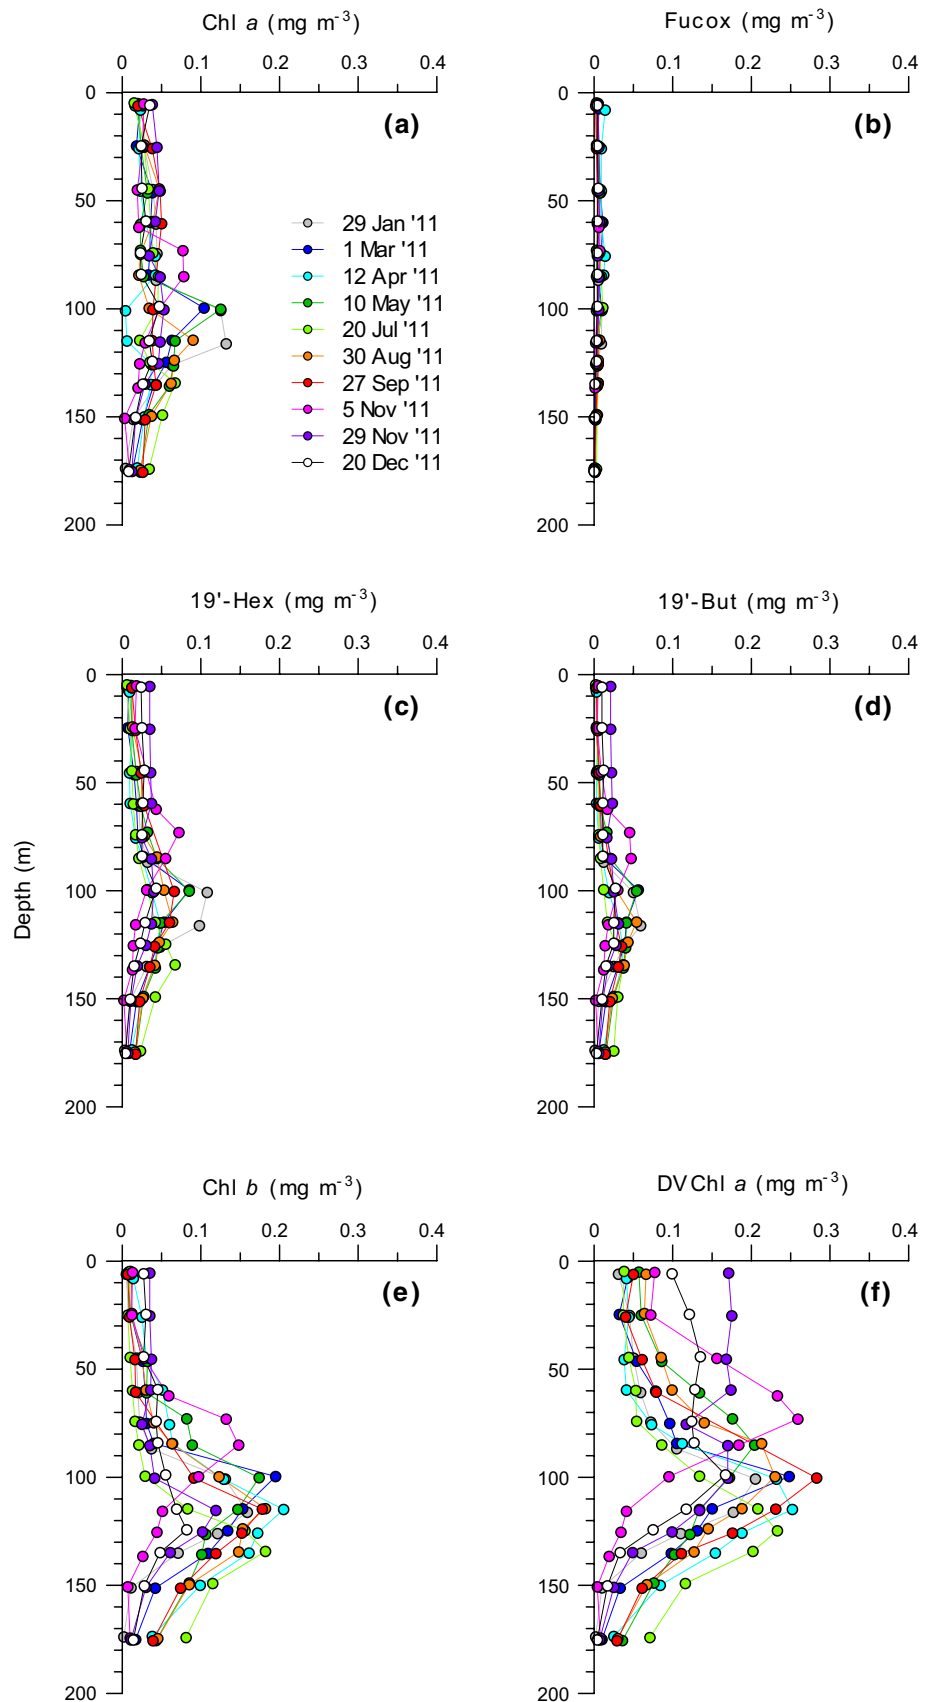 Chl a (mg m-3)
Fucox (mg m-3)
0 0.1 0.2 0.3 0.4
0 0.1 0.2 0.3 0.4
0
50
100
150
200
(a)
29 Jan '11
1 Mar '11
12 Apr '11
10 May '11
20 Jul '11
30 Aug '11
27 Sep '11
5 Nov '11
29 Nov '11
20 Dec '11
0
50
100
150
200
(b)
19'-Hex (mg m-3)
19'-But (mg m-3)
0 0.1 0.2 0.3 0.4
0 0.1 0.2 0.3 0.4
Depth (m)
0
50
100
150
200
(c)
0
50
100
150
200
(d)
Chl b (mg m-3)
DVChl a (mg m-3)
0 0.1 0.2 0.3 0.4
0 0.1 0.2 0.3 0.4
0
50
100
150
200
(e)
0
50
100
150
200
(f)